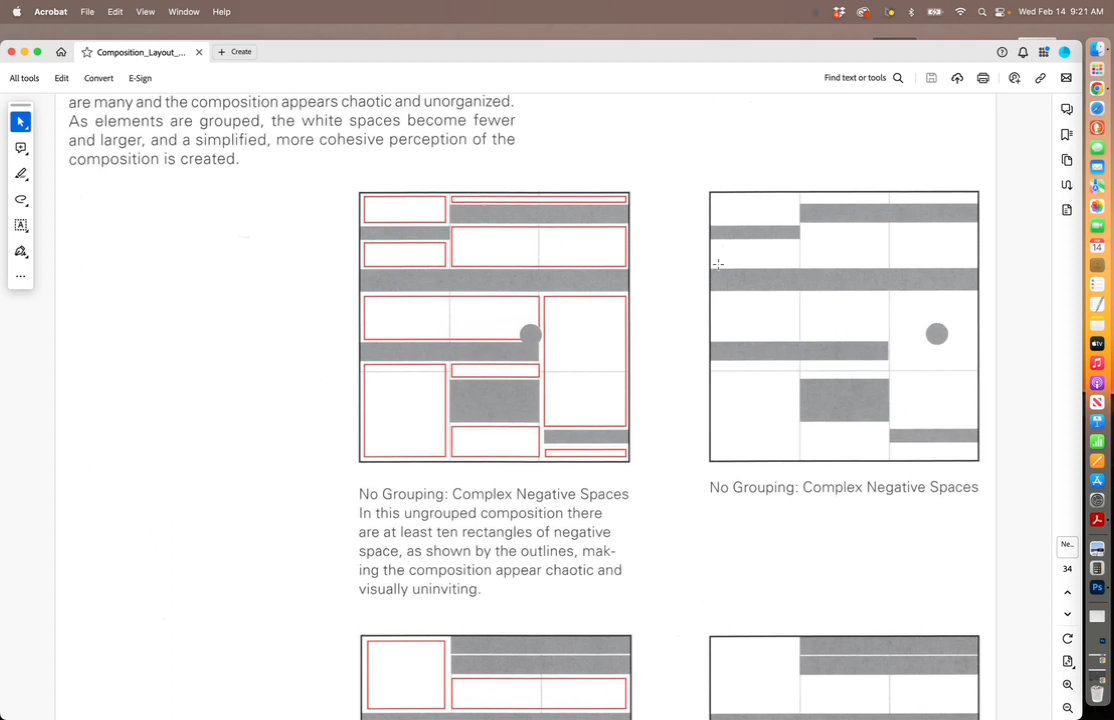 Acrobat File Edit View Window Help
Wed Feb 14 9:21 AM
Composition_Layout_...
Create
All tools Edit Convert E-Sign
Find text or tools
are many and the composition appears chaotic and unorganized.
As elements are grouped, the white spaces become fewer
and larger, and a simplified, more cohesive perception of the
composition is created.
No Grouping: Complex Negative Spaces
In this ungrouped composition there
are at least ten rectangles of negative
space, as shown by the outlines, mak-
ing the composition appear chaotic and
visually uninviting.
No Grouping: Complex Negative Spaces
Ne...
34